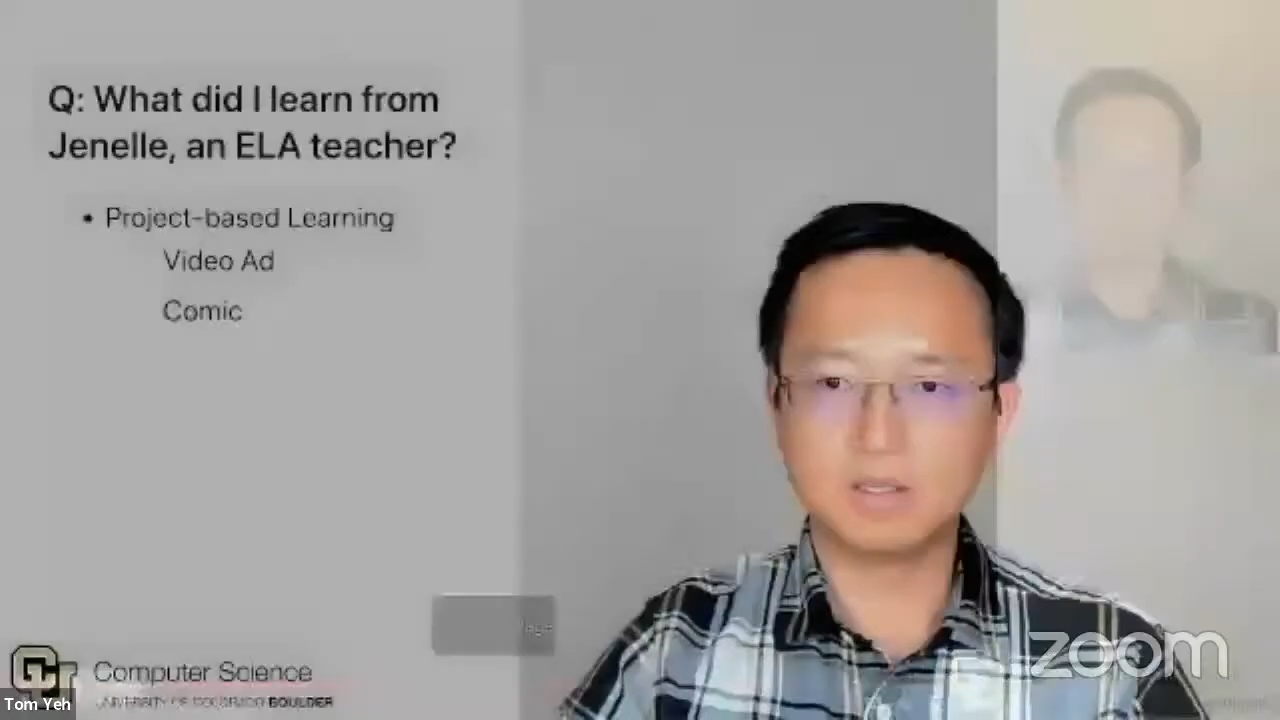 Q: What did I learn from
Jenelle, an ELA teacher?
• Project-based Learning
Video Ad
Comic
Computer Science
UNIVERSITY OF COLORADO BOULDER
Tom Yeh
zoom